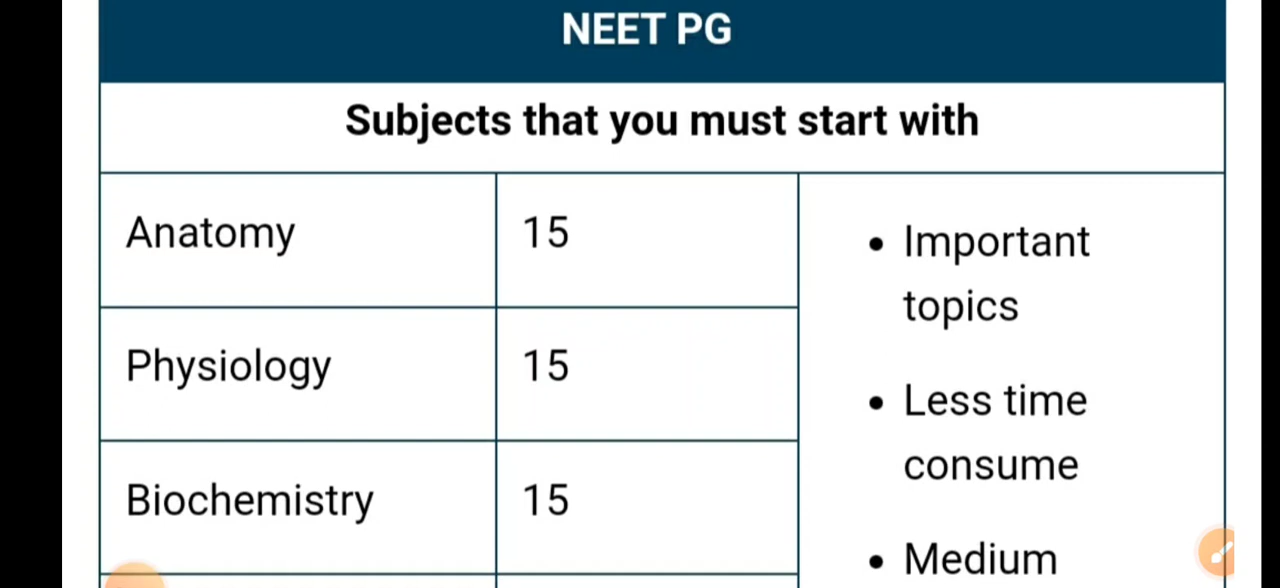 NEET PG
Subjects that you must start with
Anatomy 15
Physiology 15
Biochemistry 15
• Important
topics
• Less time
consume
• Medium